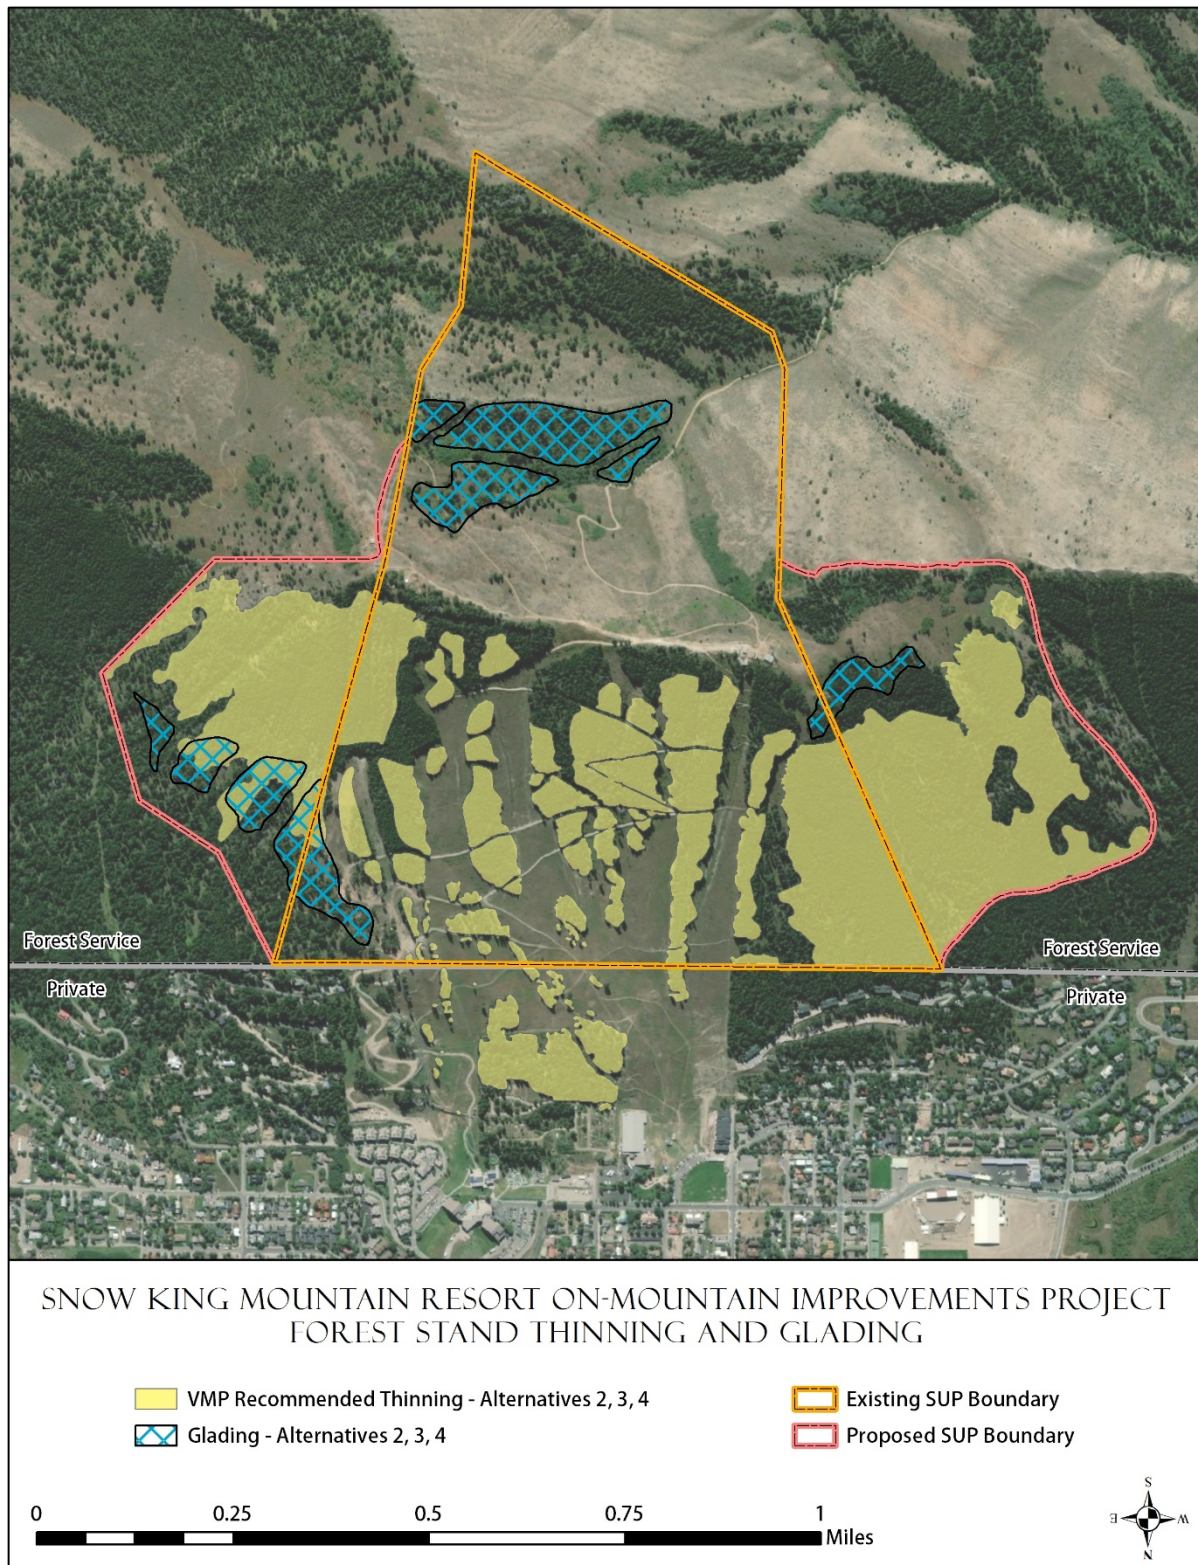 Forest Service
Private
Forest Service
Private
SNOW KING MOUNTAIN RESORT ON-MOUNTAIN IMPROVEMENTS PROJECT
FOREST STAND THINNING AND GLADING
VMP Recommended Thinning - Alternatives 2, 3, 4
Glading - Alternatives 2, 3, 4
Existing SUP Boundary
Proposed SUP Boundary
0 0.25 0.5 0.75 1
Miles
S
E W
N